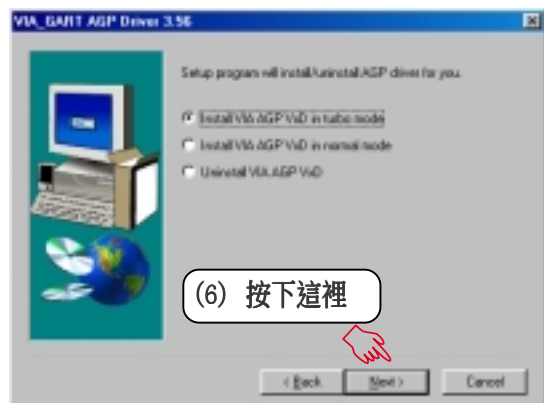 VIA_GART AGP Driver 3.56
Setup program will install/uninstall AGP driver for you.
Install VIA AGP VxD in turbo mode
Install VIA AGP VxD in normal mode
Uninstall VIA AGP VxD
(6) 按下這裡
< Back
Next >
Cancel